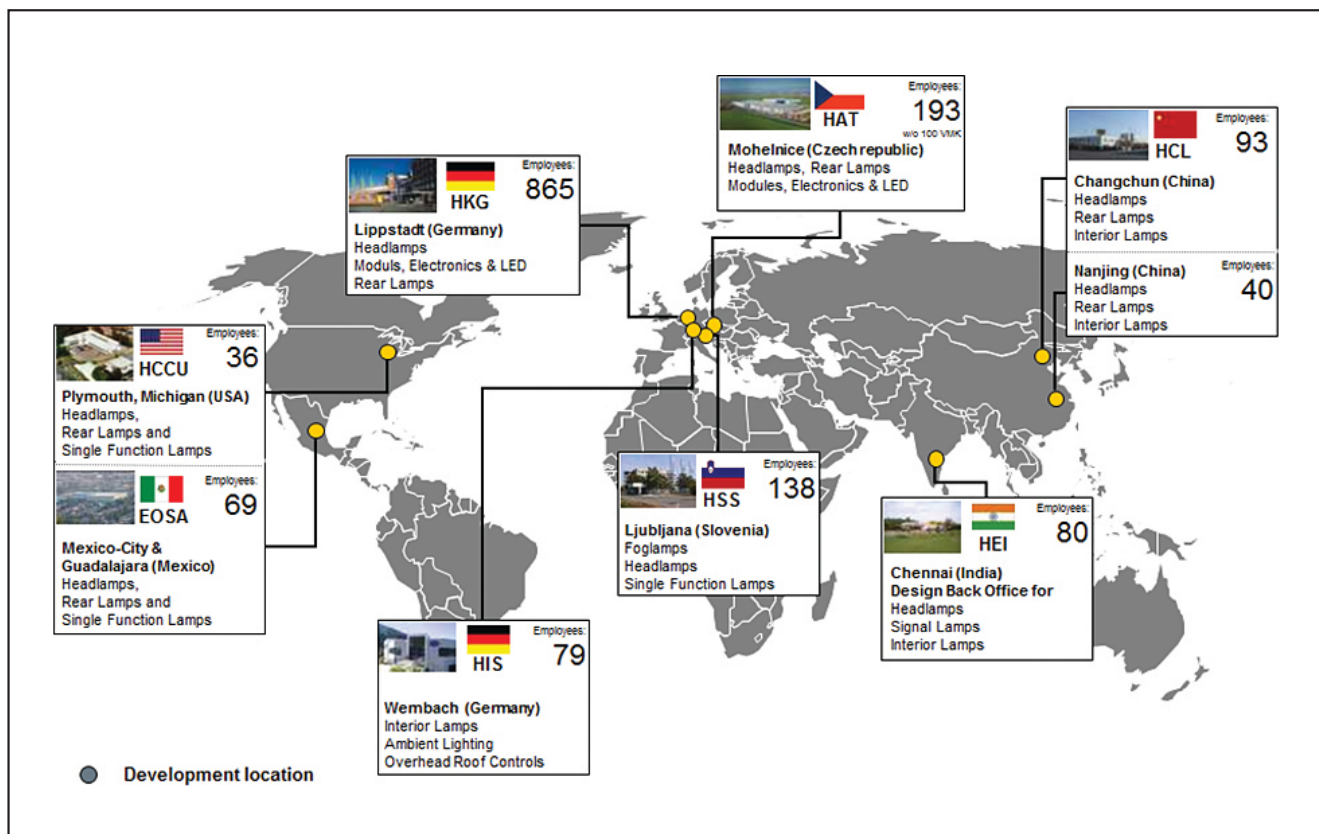 Employees:
193
w/o 100 VMK
HAT
Mohelnice (Czech republic)
Headlamps, Rear Lamps
Modules, Electronics & LED
Employees:
93
HCL
Changchun (China)
Headlamps
Rear Lamps
Interior Lamps
Nanjing (China)
Employees:
40
Headlamps
Rear Lamps
Interior Lamps
Employees:
865
HKG
Lippstadt (Germany)
Headlamps
Moduls, Electronics & LED
Rear Lamps
Employees:
36
HCCU
Plymouth, Michigan (USA)
Headlamps,
Rear Lamps and
Single Function Lamps
Employees:
69
EOSA
Mexico-City &
Guadalajara (Mexico)
Headlamps,
Rear Lamps and
Single Function Lamps
Employees:
138
HSS
Ljubljana (Slovenia)
Foglamps
Headlamps
Single Function Lamps
Employees:
80
HEI
Chennai (India)
Design Back Office for
Headlamps
Signal Lamps
Interior Lamps
Employees:
79
HIS
Wembach (Germany)
Interior Lamps
Ambient Lighting
Overhead Roof Controls
Development location